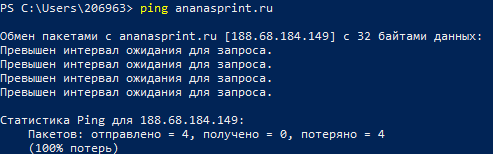 PS C:\Users\206963> ping ananasprint.ru
Обмен пакетами с ananasprint.ru [188.68.184.149] с 32 байтами данных:
Превышен интервал ожидания для запроса.
Превышен интервал ожидания для запроса.
Превышен интервал ожидания для запроса.
Превышен интервал ожидания для запроса.
Статистика Ping для 188.68.184.149:
Пакетов: отправлено = 4, получено = 0, потеряно = 4
(100% потерь)